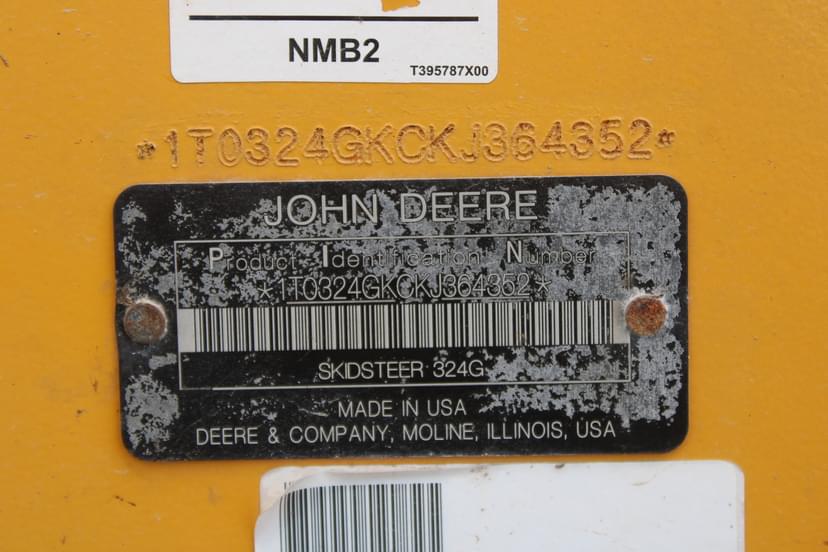 NMB2
T395787X00
*1T0324GKCKJ364352*
JOHN DEERE
Product Identification Number
*1T0324GKCKJ364352*
SKIDSTEER 324G
MADE IN USA
DEERE & COMPANY, MOLINE, ILLINOIS, USA